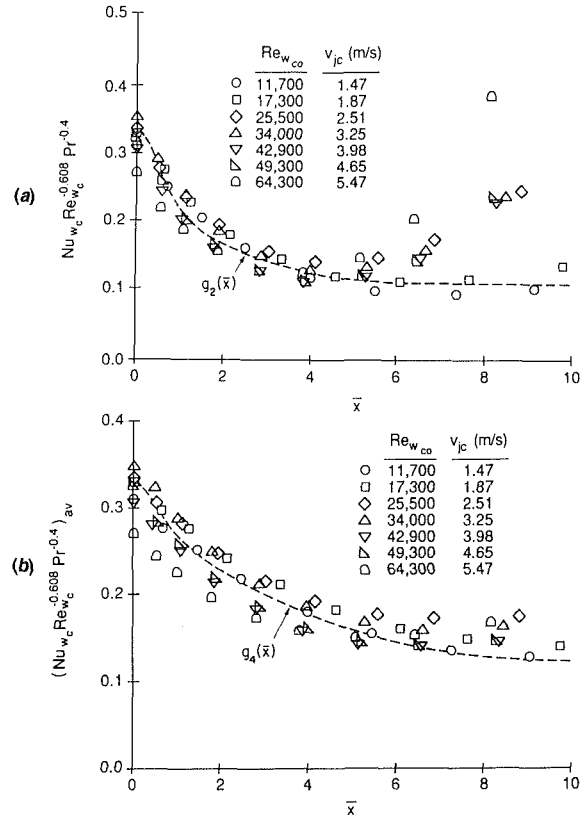 (a)
Nu_{w_c} Re_{w_c}^{-0.608} Pr^{-0.4}
0.5
0.4
0.3
0.2
0.1
0.0
Re_{w_{co}} v_{jc} (m/s)
○ 11,700 1.47
□ 17,300 1.87
◇ 25,500 2.51
△ 34,000 3.25
▽ 42,900 3.98
49,300 4.65
64,300 5.47
g_2(x̄)
0 2 4 6 8 10
x̄
(b)
(Nu_{w_c} Re_{w_c}^{-0.608} Pr^{-0.4})_{av}
0.4
0.3
0.2
0.1
0.0
Re_{w_{co}} v_{jc} (m/s)
○ 11,700 1.47
□ 17,300 1.87
◇ 25,500 2.51
△ 34,000 3.25
▽ 42,900 3.98
49,300 4.65
64,300 5.47
g_4(x̄)
0 2 4 6 8 10
x̄